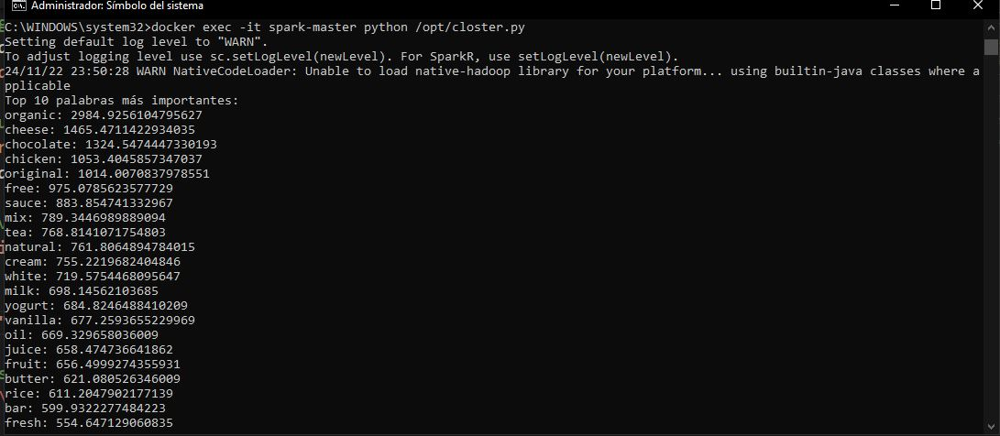 Administrador: Símbolo del sistema
C:\WINDOWS\system32>docker exec -it spark-master python /opt/closter.py
Setting default log level to "WARN".
To adjust logging level use sc.setLogLevel(newLevel). For SparkR, use setLogLevel(newLevel).
24/11/22 23:50:28 WARN NativeCodeLoader: Unable to load native-hadoop library for your platform... using builtin-java classes where a
pplicable
Top 10 palabras más importantes:
organic: 2984.9256104795627
cheese: 1465.4711422934035
chocolate: 1324.5474447330193
chicken: 1053.4045857347037
original: 1014.0070837978551
free: 975.0785623577729
sauce: 883.854741332967
mix: 789.3446989889094
tea: 768.8141071754803
natural: 761.8064894784015
cream: 755.2219682404846
white: 719.5754468095647
milk: 698.14562103685
yogurt: 684.8246488410209
vanilla: 677.2593655229969
oil: 669.329658036009
juice: 658.474736641862
fruit: 656.4999274355931
butter: 621.080526346009
rice: 611.2047902177139
bar: 599.9322277484223
fresh: 554.647129060835